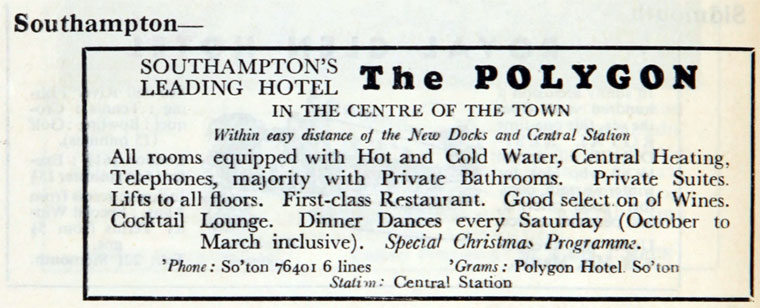 Southampton—
SOUTHAMPTON'S
LEADING HOTEL
The POLYGON
IN THE CENTRE OF THE TOWN
Within easy distance of the New Docks and Central Station
All rooms equipped with Hot and Cold Water, Central Heating,
Telephones, majority with Private Bathrooms. Private Suites.
Lifts to all floors. First-class Restaurant. Good select.on of Wines.
Cocktail Lounge. Dinner Dances every Saturday (October to
March inclusive). Special Christmas Programme.
'Phone: So'ton 76401 6 lines 'Grams: Polygon Hotel. So'ton
Station: Central Station